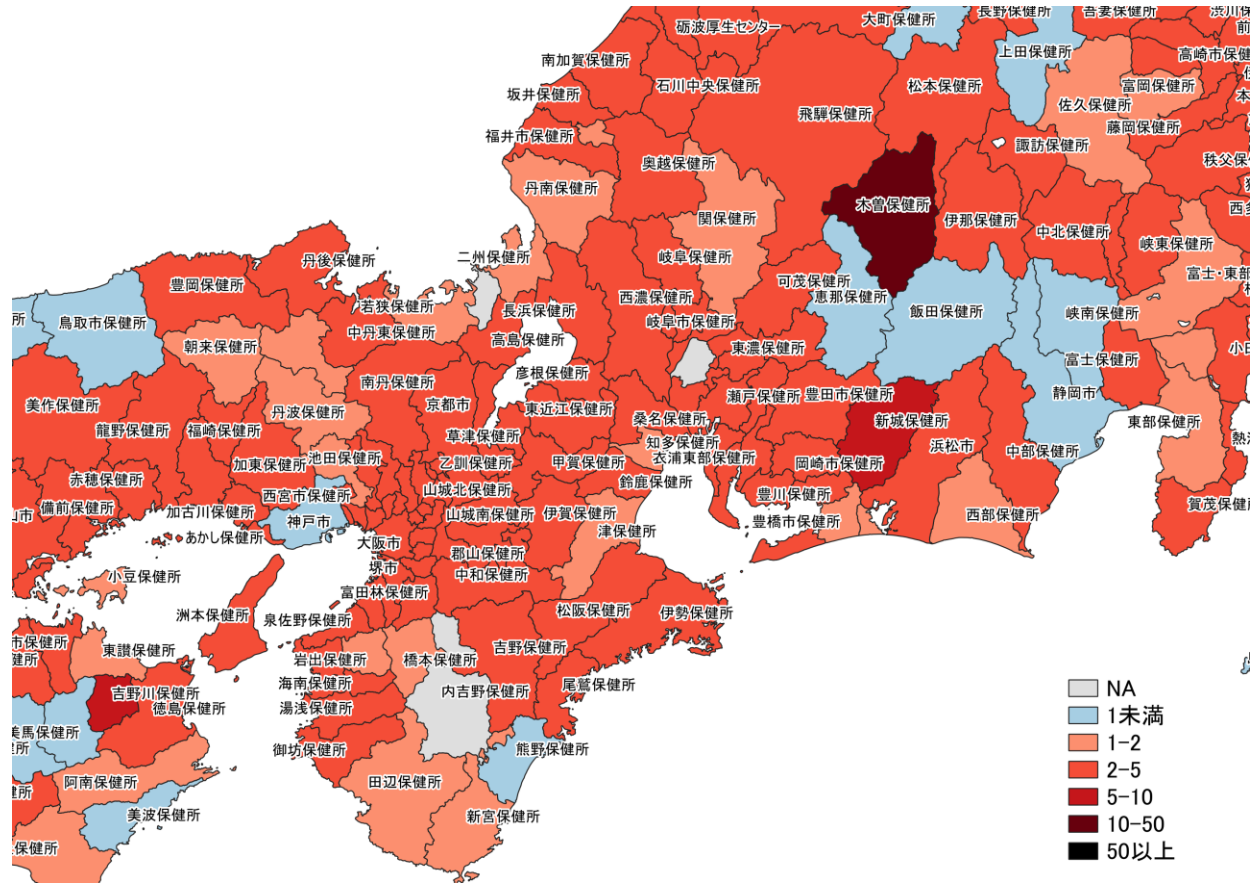 大町保健所
長野保健所
吾妻保健所
渋川保
砺波厚生センター
前
南加賀保健所
上田保健所
高崎市保健
石川中央保健所
松本保健所
富岡保健所
坂井保健所
佐久保健所
飛騨保健所
藤岡保健所
福井市保健所
諏訪保健所
奥越保健所
秩父保
丹南保健所
木曽保健所
西多
関保健所
伊那保健所
中北保健所
峡東保健所
二州保健所
岐阜保健所
丹後保健所
富士・東部
可茂保健所
豊岡保健所
恵那保健所
若狭保健所
西濃保健所
長浜保健所
飯田保健所
峡南保健所
所
鳥取市保健所
岐阜市保健所
中丹東保健所
高島保健所
朝来保健所
東濃保健所
小田
富士保健所
彦根保健所
南丹保健所
瀬戸保健所
豊田市保健所
静岡市
美作保健所
京都市
東近江保健所
丹波保健所
桑名保健所
新城保健所
東部保健所
龍野保健所
福崎保健所
草津保健所
知多保健所
浜松市
熱海
中部保健所
加東保健所
池田保健所
乙訓保健所
甲賀保健所
衣浦東部保健所
岡崎市保健所
赤穂保健所
鈴鹿保健所
山城北保健所
西宮市保健所
豊川保健所
賀茂保健所
備前保健所
加古川保健所
山城南保健所
伊賀保健所
西部保健所
山市
神戸市
豊橋市保健所
津保健所
あかし保健所
大阪市
郡山保健所
堺市
中和保健所
小豆保健所
富田林保健所
洲本保健所
泉佐野保健所
松阪保健所
伊勢保健所
市保健所
東讃保健所
吉野保健所
健所
岩出保健所
橋本保健所
海南保健所
尾鷲保健所
吉野川保健所
内吉野保健所
徳島保健所
湯浅保健所
美馬保健所
御坊保健所
熊野保健所
健所
田辺保健所
阿南保健所
健所
美波保健所
新宮保健所
保健所
NA
1未満
1-2
2-5
5-10
10-50
50以上